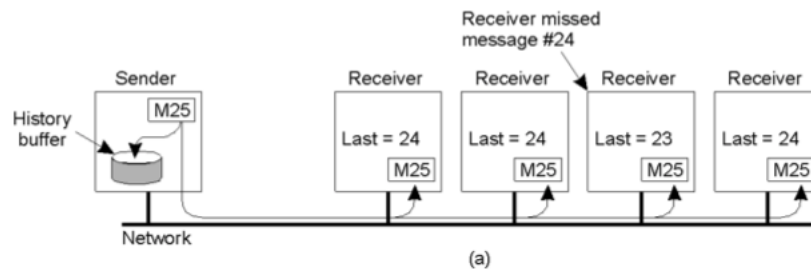 Receiver missed
message #24
Sender
Receiver
Receiver
Receiver
Receiver
M25
History
buffer
Last = 24
Last = 24
Last = 23
Last = 24
M25
M25
M25
M25
Network
(a)